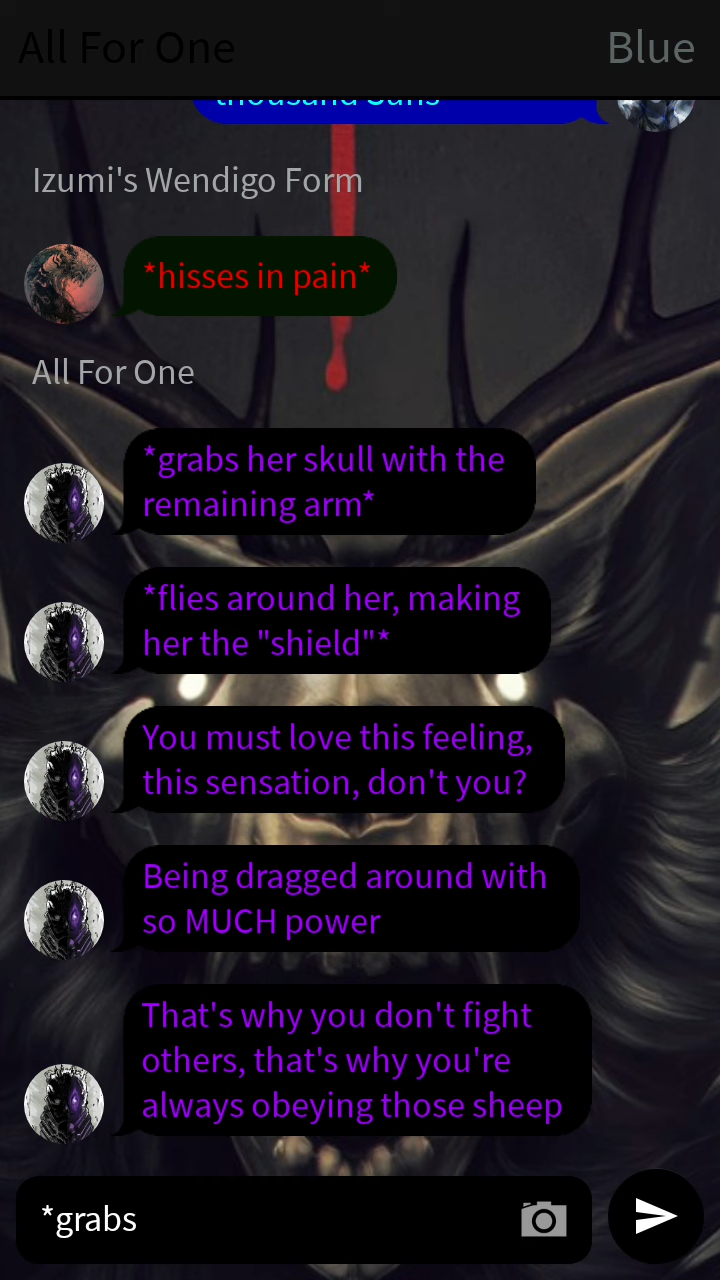 All For One
Blue
thousand Suns
Izumi's Wendigo Form
*hisses in pain*
All For One
*grabs her skull with the
remaining arm*
*flies around her, making
her the "shield"*
You must love this feeling,
this sensation, don't you?
Being dragged around with
so MUCH power
That's why you don't fight
others, that's why you're
always obeying those sheep
*grabs